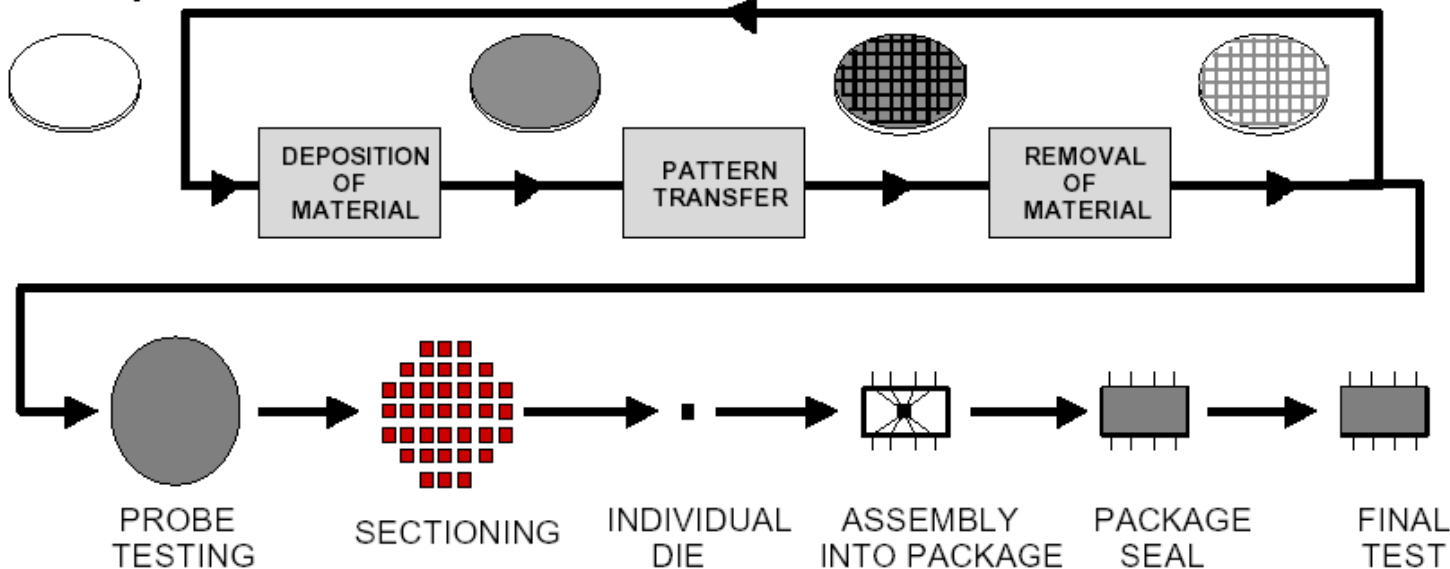 DEPOSITION
OF
MATERIAL
PATTERN
TRANSFER
REMOVAL
OF
MATERIAL
PROBE
TESTING
SECTIONING
INDIVIDUAL
DIE
ASSEMBLY
INTO PACKAGE
PACKAGE
SEAL
FINAL
TEST